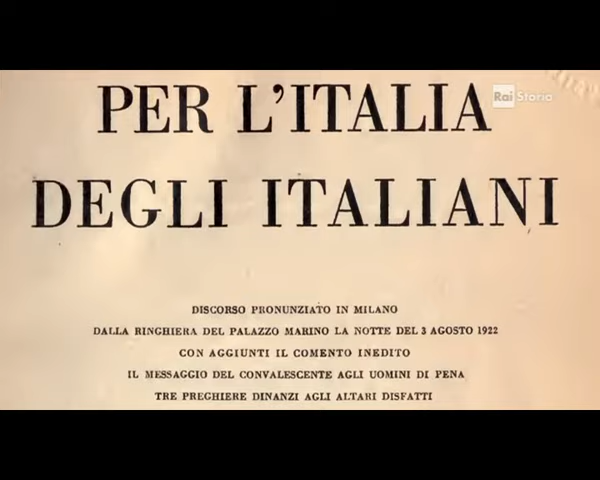 Rai Storia
PER L'ITALIA
DEGLI ITALIANI
DISCORSO PRONUNZIATO IN MILANO
DALLA RINGHIERA DEL PALAZZO MARINO LA NOTTE DEL 3 AGOSTO 1922
CON AGGIUNTI IL COMENTO INEDITO
IL MESSAGGIO DEL CONVALESCENTE AGLI UOMINI DI PENA
TRE PREGHIERE DINANZI AGLI ALTARI DISFATTI